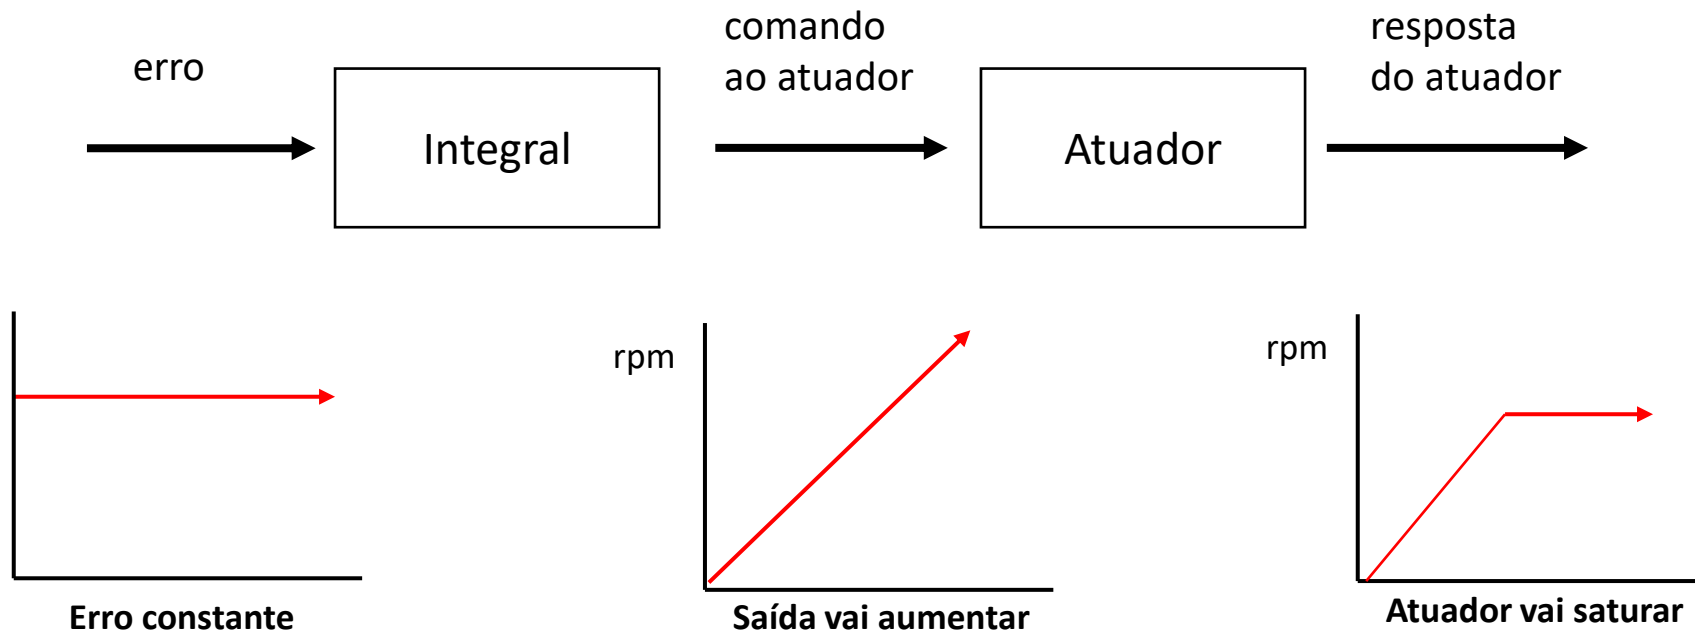 erro
Integral
comando
ao atuador
Atuador
resposta
do atuador
Erro constante
rpm
Saída vai aumentar
rpm
Atuador vai saturar